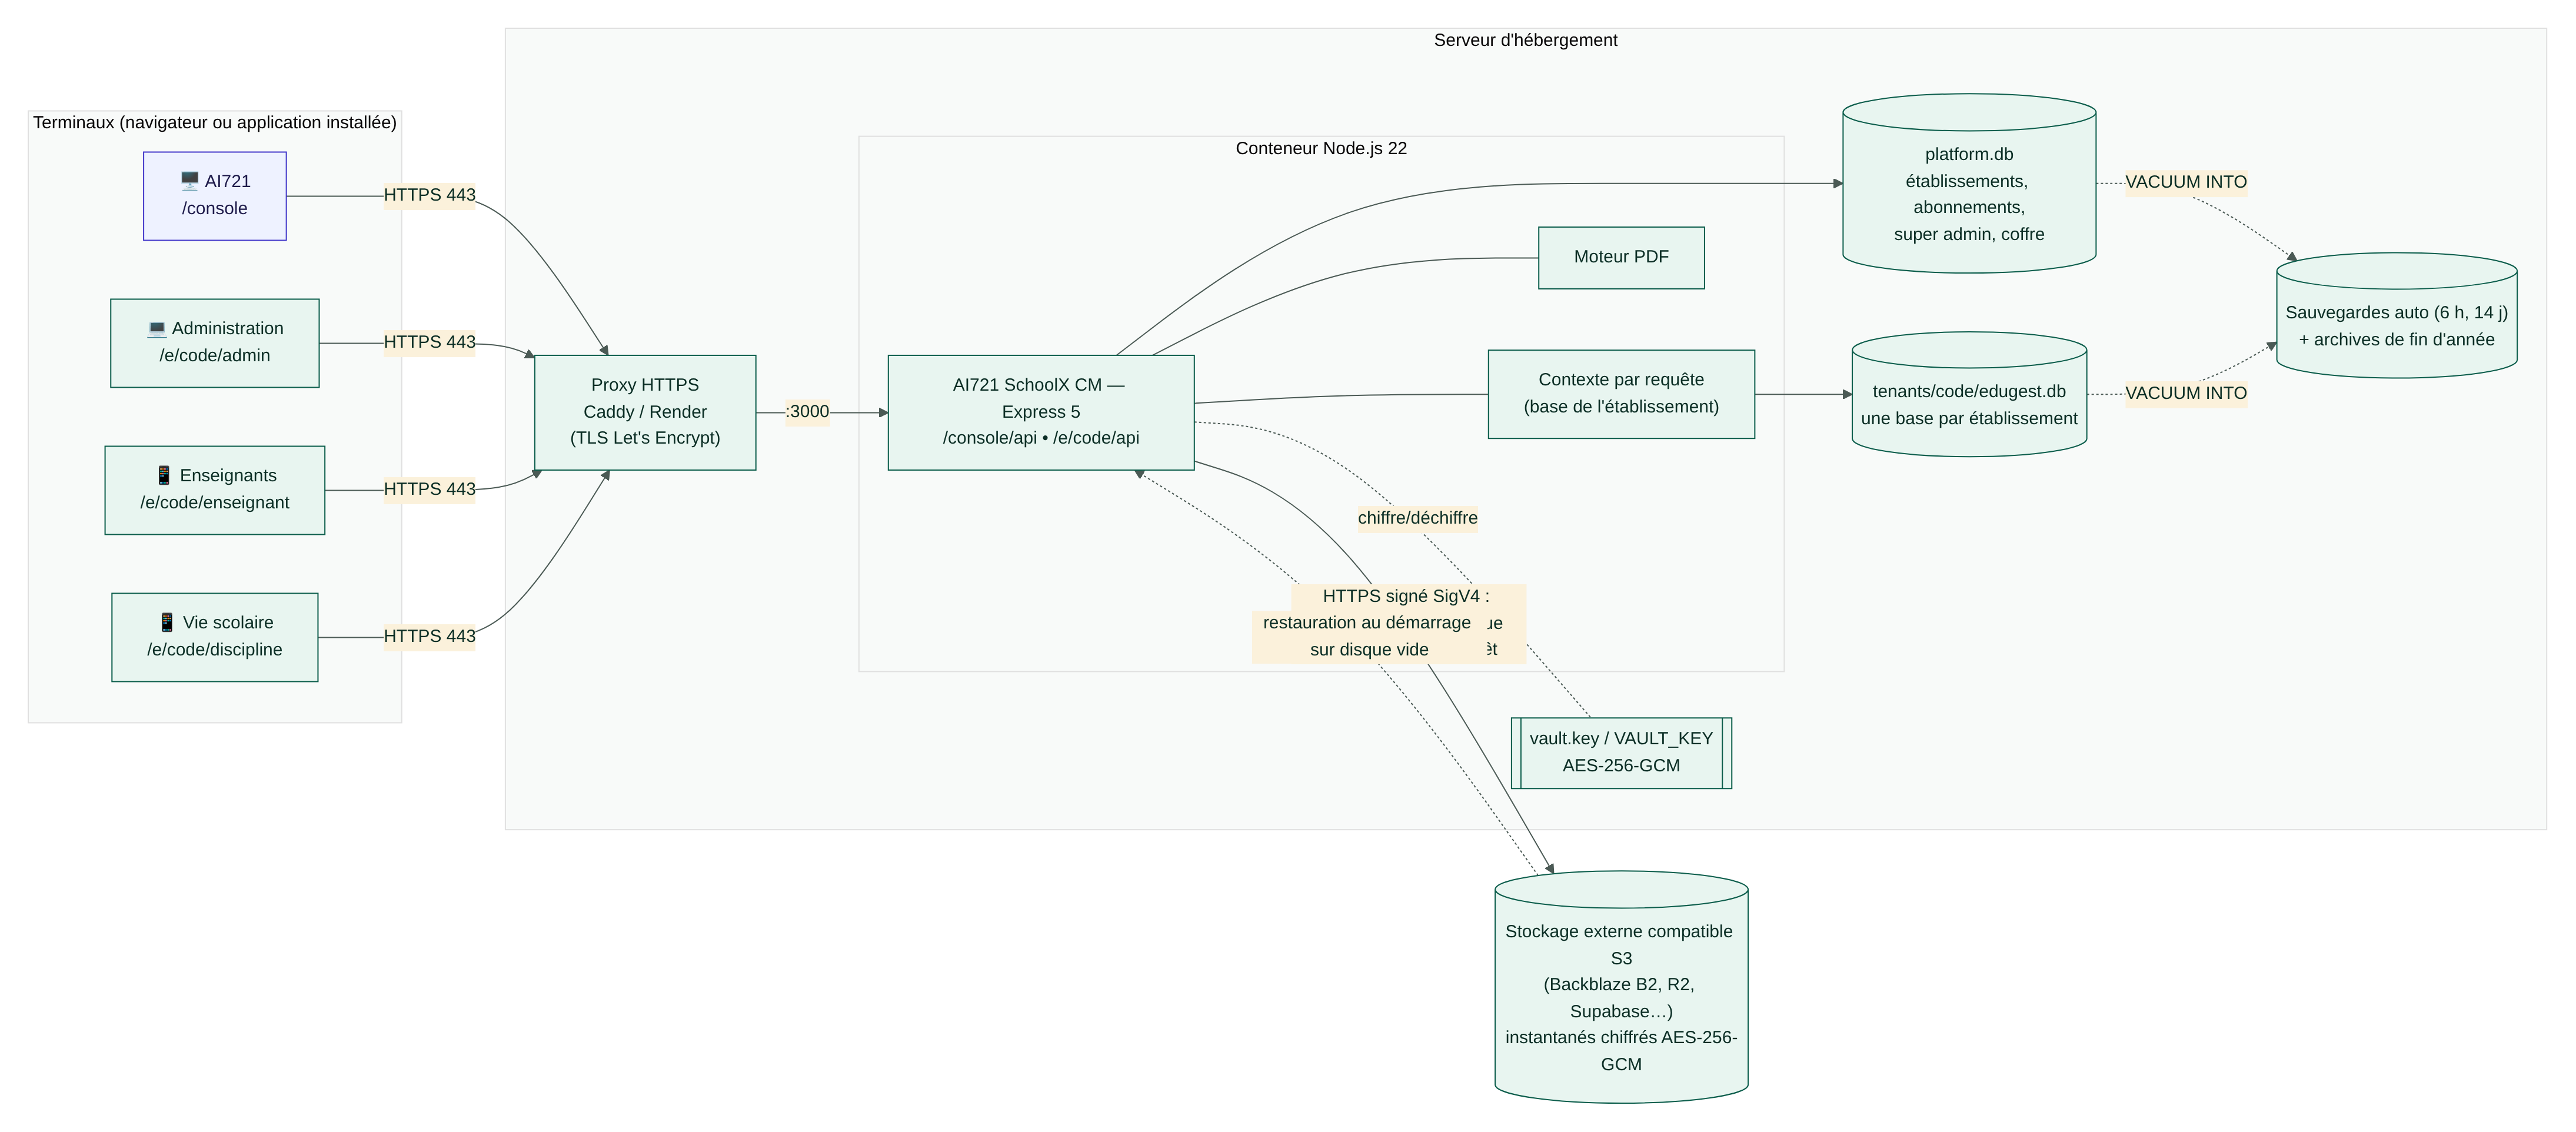 Serveur d'hébergement
Terminaux (navigateur ou application installée)
🖥️ AI721
/console
💻 Administration
/e/code/admin
📱 Enseignants
/e/code/enseignant
📱 Vie scolaire
/e/code/discipline
HTTPS 443
HTTPS 443
HTTPS 443
HTTPS 443
Proxy HTTPS
Caddy / Render
(TLS Let's Encrypt)
:3000
Conteneur Node.js 22
AI721 SchoolX CM —
Express 5
/console/api • /e/code/api
Moteur PDF
Contexte par requête
(base de l'établissement)
chiffre/déchiffre
HTTPS signé SigV4 :
restauration au démarrage
sur disque vide
platform.db
établissements,
abonnements,
super admin, coffre
tenants/code/edugest.db
une base par établissement
VACUUM INTO
VACUUM INTO
Sauvegardes auto (6 h, 14 j)
+ archives de fin d'année
vault.key / VAULT_KEY
AES-256-GCM
Stockage externe compatible
S3
(Backblaze B2, R2,
Supabase…)
instantanés chiffrés AES-256-
GCM